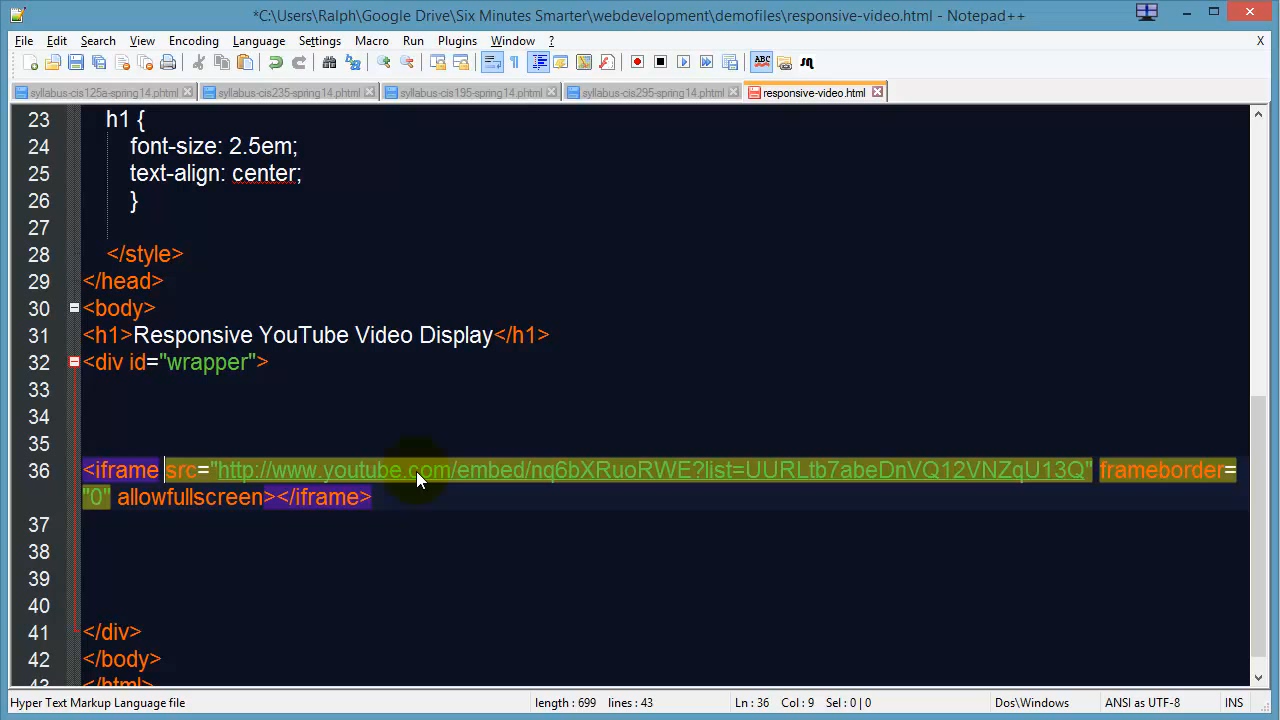 *C:\Users\Ralph\Google Drive\Six Minutes Smarter\webdevelopment\demofiles\responsive-video.html - Notepad++
File Edit Search View Encoding Language Settings Macro Run Plugins Window ? X
syllabus-cis125a-spring14.phtml syllabus-cis235-spring14.phtml syllabus-cis195-spring14.phtml syllabus-cis295-spring14.phtml responsive-video.html
23 h1 {
24 font-size: 2.5em;
25 text-align: center;
26 }
27
28 </style>
29 </head>
30 <body>
31 <h1>Responsive YouTube Video Display</h1>
32 <div id="wrapper">
33
34
35
36 <iframe src="http://www.youtube.com/embed/nq6bXRuoRWE?list=UURLtb7abeDnVQ12VNZqU13Q" frameborder=
"0" allowfullscreen></iframe>
37
38
39
40
41 </div>
42 </body>
43 </html>
Hyper Text Markup Language file length : 699 lines : 43 Ln : 36 Col : 9 Sel : 0 | 0 Dos\Windows ANSI as UTF-8 INS